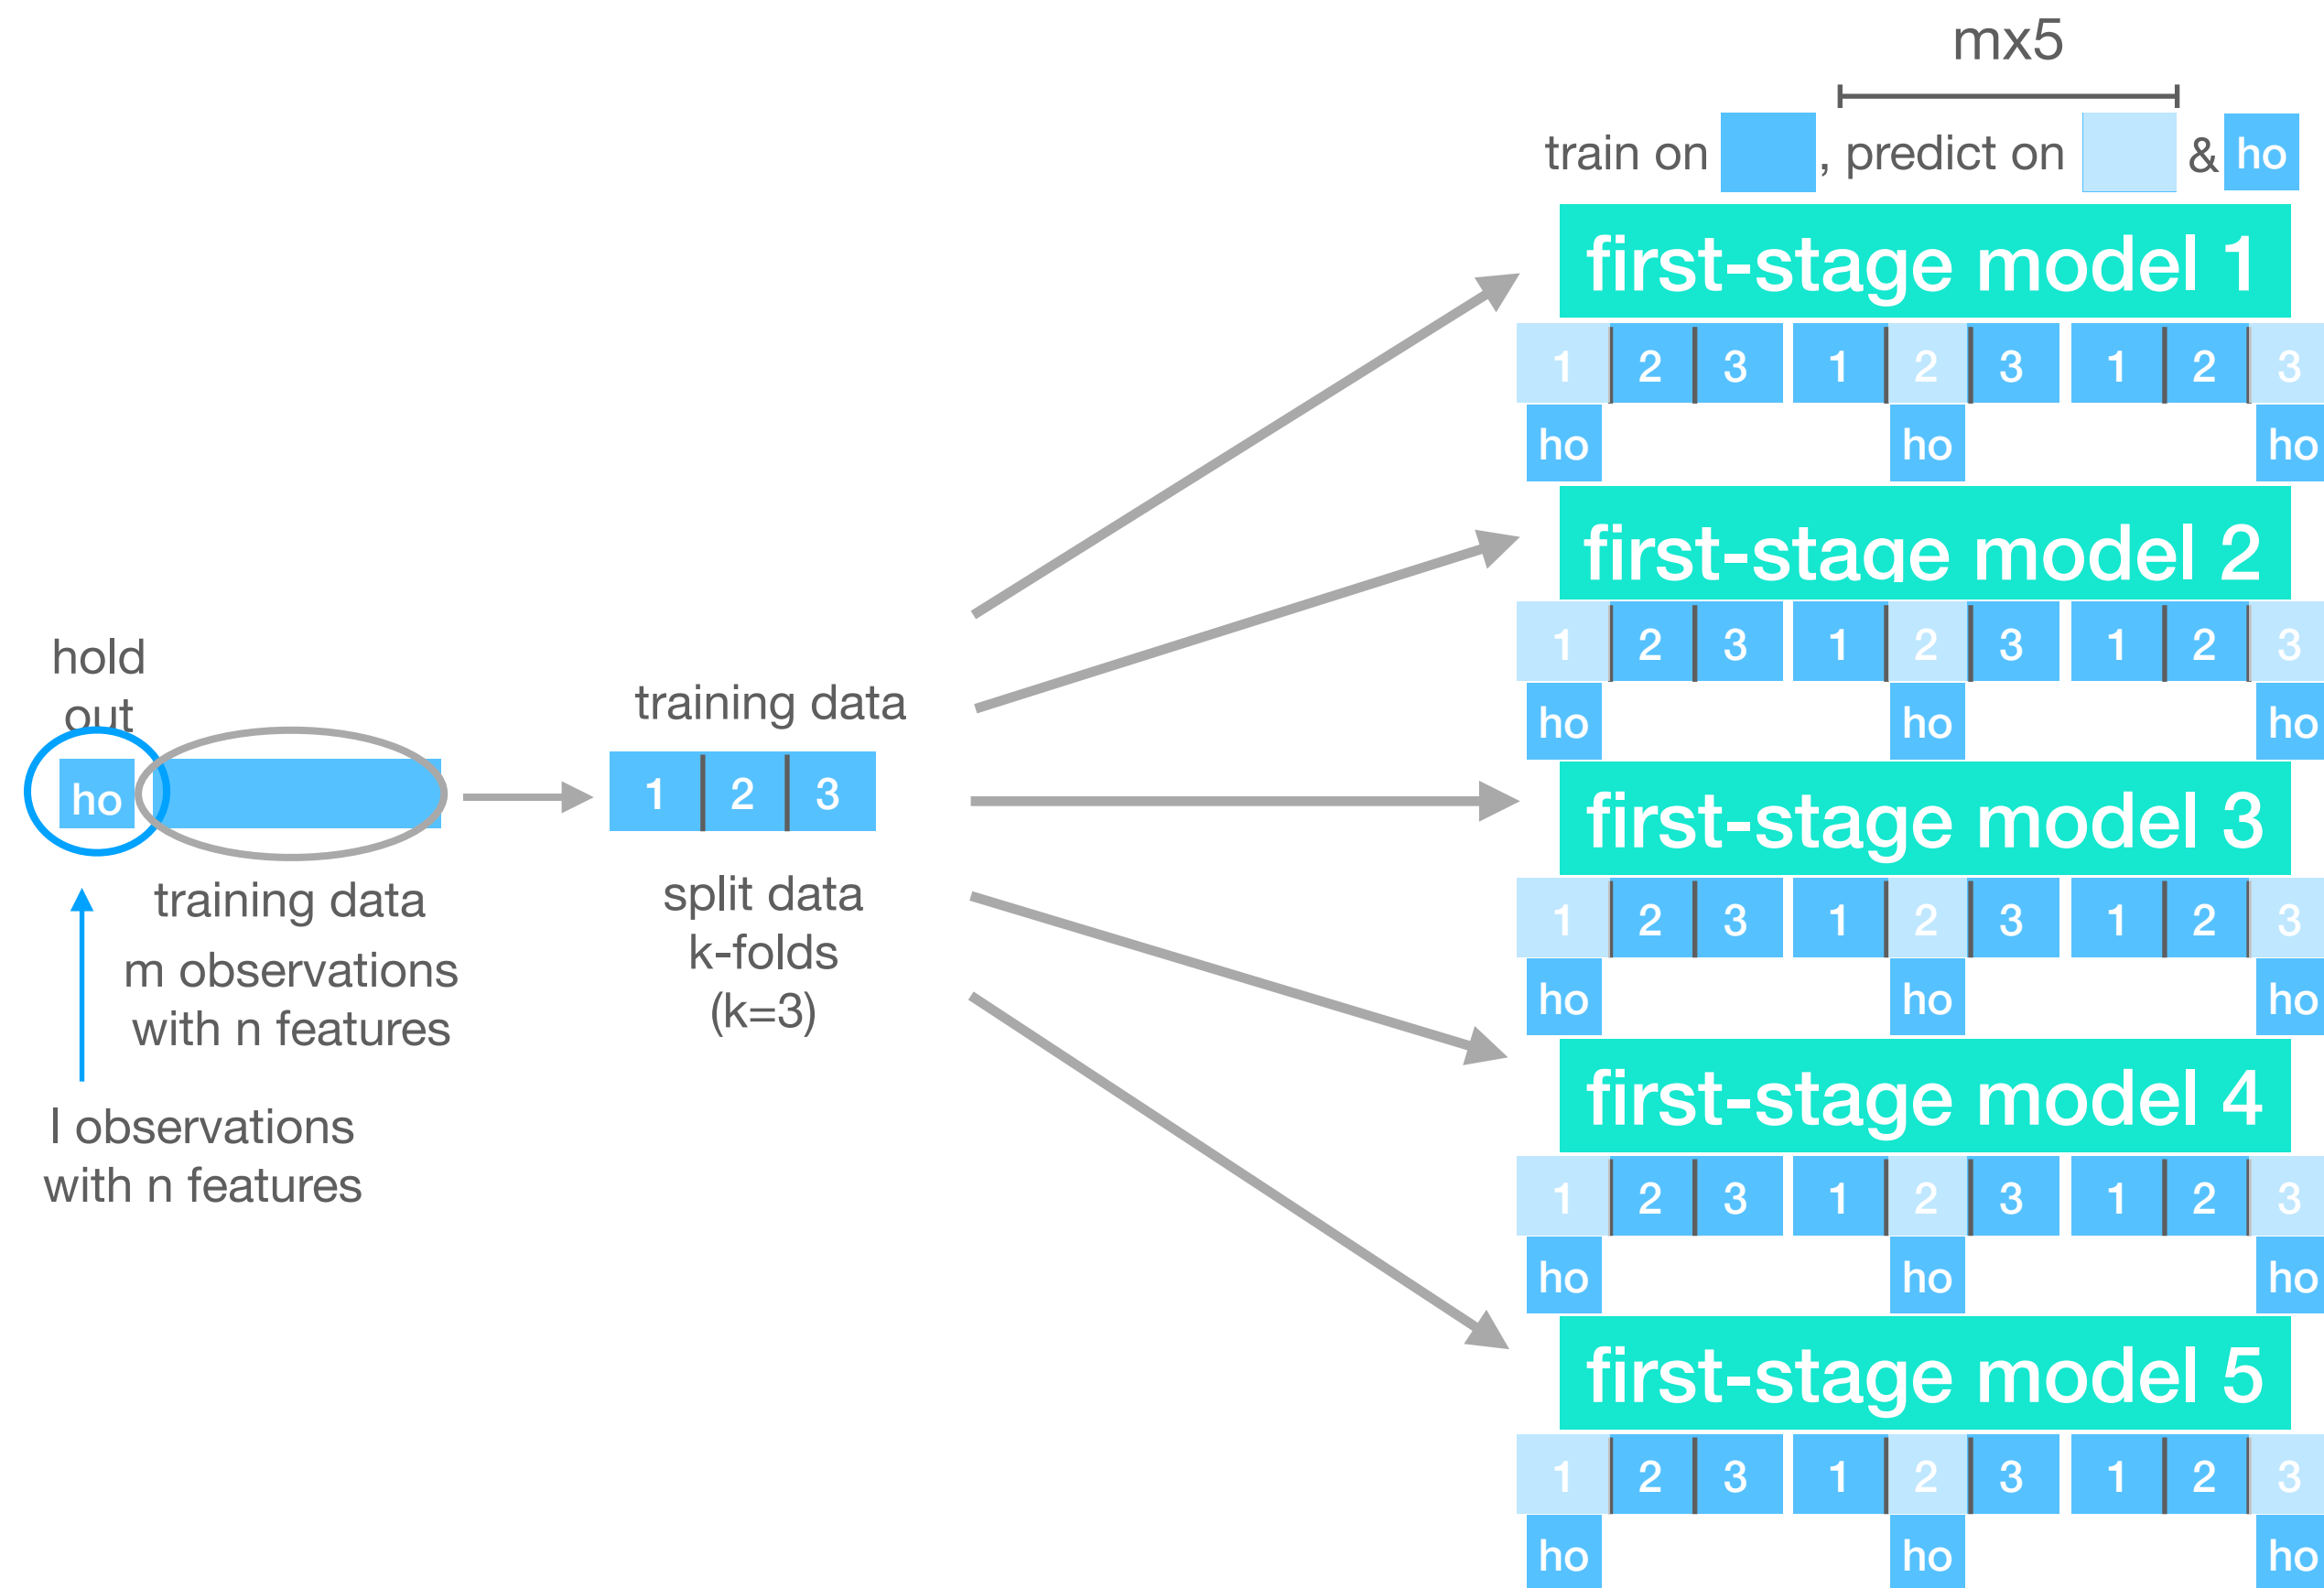 mx5
train on , predict on & ho
first-stage model 1
1 2 3 1 2 3 1 2 3
ho ho ho
first-stage model 2
1 2 3 1 2 3 1 2 3
ho ho ho
first-stage model 3
1 2 3 1 2 3 1 2 3
ho ho ho
first-stage model 4
1 2 3 1 2 3 1 2 3
ho ho ho
first-stage model 5
1 2 3 1 2 3 1 2 3
ho ho ho
hold
out
ho
training data
m observations
with n features
l observations
with n features
training data
1 2 3
split data
k-folds
(k=3)